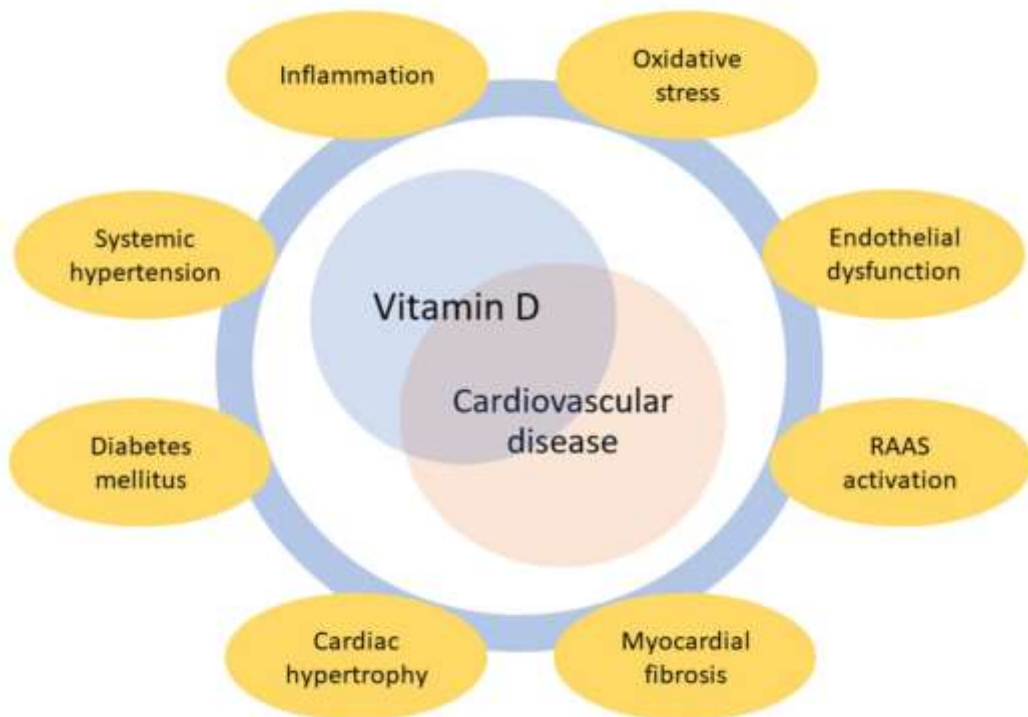 Inflammation
Oxidative
stress
Systemic
hypertension
Endothelial
dysfunction
Vitamin D
Cardiovascular
disease
Diabetes
mellitus
RAAS
activation
Cardiac
hypertrophy
Myocardial
fibrosis